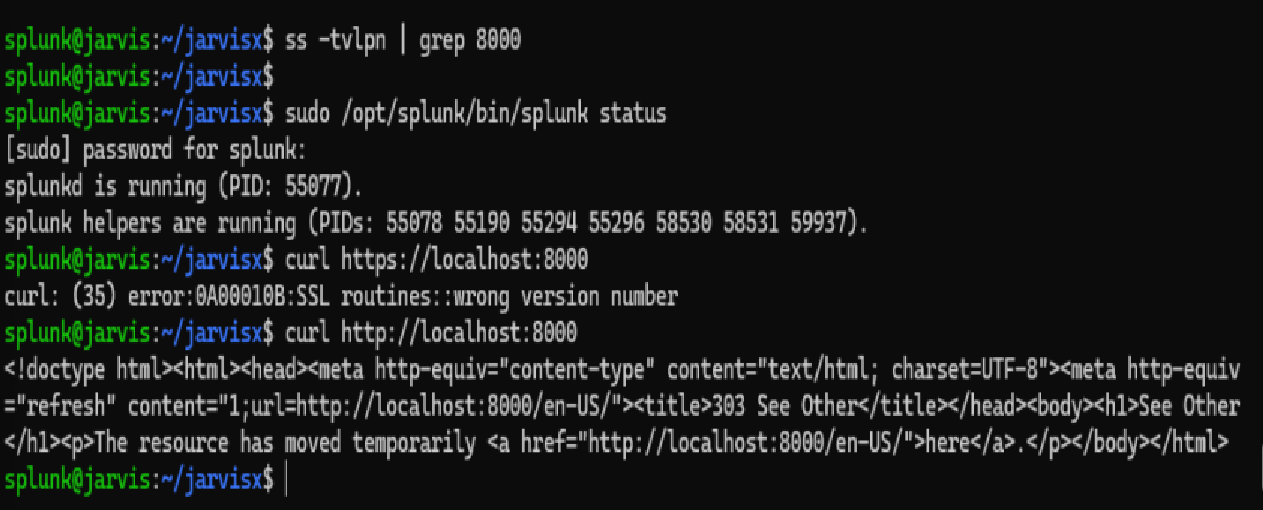 splunk@jarvis:~/jarvisx$ ss -tvlpn | grep 8000
splunk@jarvis:~/jarvisx$
splunk@jarvis:~/jarvisx$ sudo /opt/splunk/bin/splunk status
[sudo] password for splunk:
splunkd is running (PID: 55077).
splunk helpers are running (PIDs: 55078 55190 55294 55296 58530 58531 59937).
splunk@jarvis:~/jarvisx$ curl https://localhost:8000
curl: (35) error:0A00010B:SSL routines::wrong version number
splunk@jarvis:~/jarvisx$ curl http://localhost:8000
<!doctype html><html><head><meta http-equiv="content-type" content="text/html; charset=UTF-8"><meta http-equiv
="refresh" content="1;url=http://localhost:8000/en-US/"><title>303 See Other</title></head><body><h1>See Other
</h1><p>The resource has moved temporarily <a href="http://localhost:8000/en-US/">here</a>.</p></body></html>
splunk@jarvis:~/jarvisx$